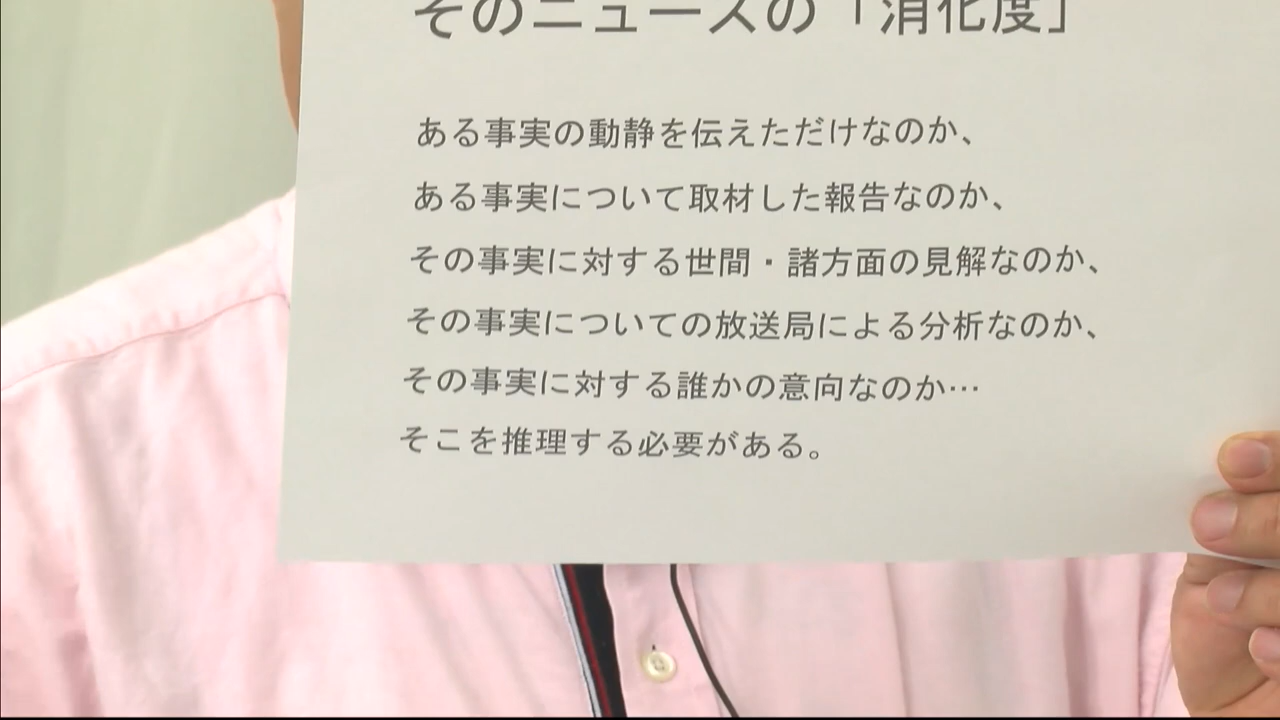 そのニュースの「消化度」
ある事実の動静を伝えただけなのか、
ある事実について取材した報告なのか、
その事実に対する世間・諸方面の見解なのか、
その事実についての放送局による分析なのか、
その事実に対する誰かの意向なのか…
そこを推理する必要がある。